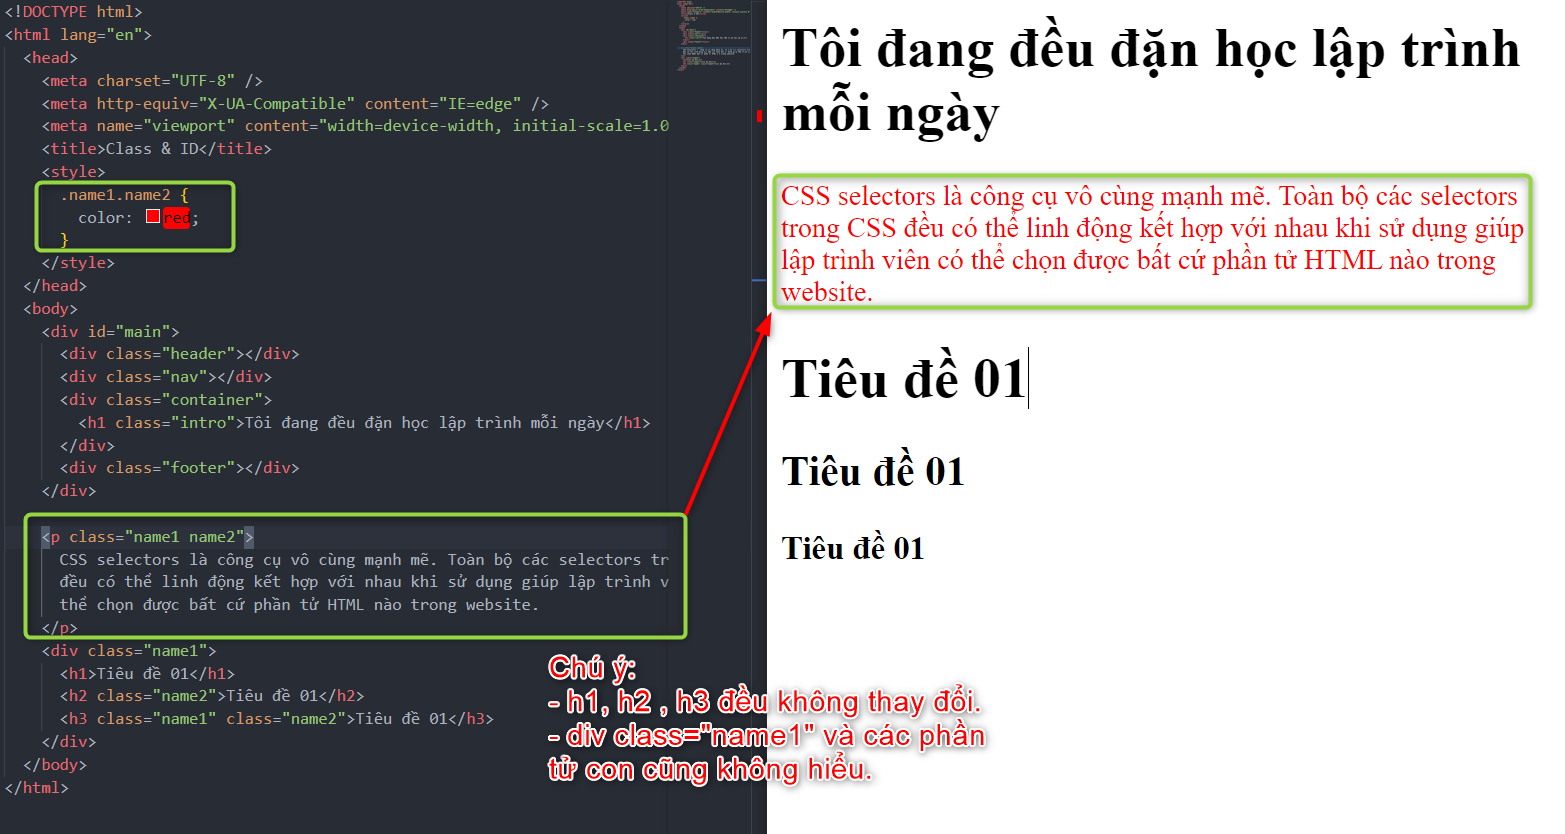 <!DOCTYPE html>
<html lang="en">
<head>
<meta charset="UTF-8" />
<meta http-equiv="X-UA-Compatible" content="IE=edge" />
<meta name="viewport" content="width=device-width, initial-scale=1.0
<title>Class & ID</title>
<style>
.name1.name2 {
color: red;
}
</style>
</head>
<body>
<div id="main">
<div class="header"></div>
<div class="nav"></div>
<div class="container">
<h1 class="intro">Tôi đang đều đặn học lập trình mỗi ngày</h1>
</div>
<div class="footer"></div>
</div>
<p class="name1 name2">
CSS selectors là công cụ vô cùng mạnh mẽ. Toàn bộ các selectors tr
đều có thể linh động kết hợp với nhau khi sử dụng giúp lập trình v
thể chọn được bất cứ phần tử HTML nào trong website.
</p>
<div class="name1">
<h1>Tiêu đề 01</h1>
<h2 class="name2">Tiêu đề 01</h2>
<h3 class="name1" class="name2">Tiêu đề 01</h3>
</div>
</body>
</html>
Chú ý:
- h1, h2 , h3 đều không thay đổi.
- div class="name1" và các phần
tử con cũng không hiểu.
Tôi đang đều đặn học lập trình
mỗi ngày
CSS selectors là công cụ vô cùng mạnh mẽ. Toàn bộ các selectors
trong CSS đều có thể linh động kết hợp với nhau khi sử dụng giúp
lập trình viên có thể chọn được bất cứ phần tử HTML nào trong
website.
Tiêu đề 01
Tiêu đề 01
Tiêu đề 01